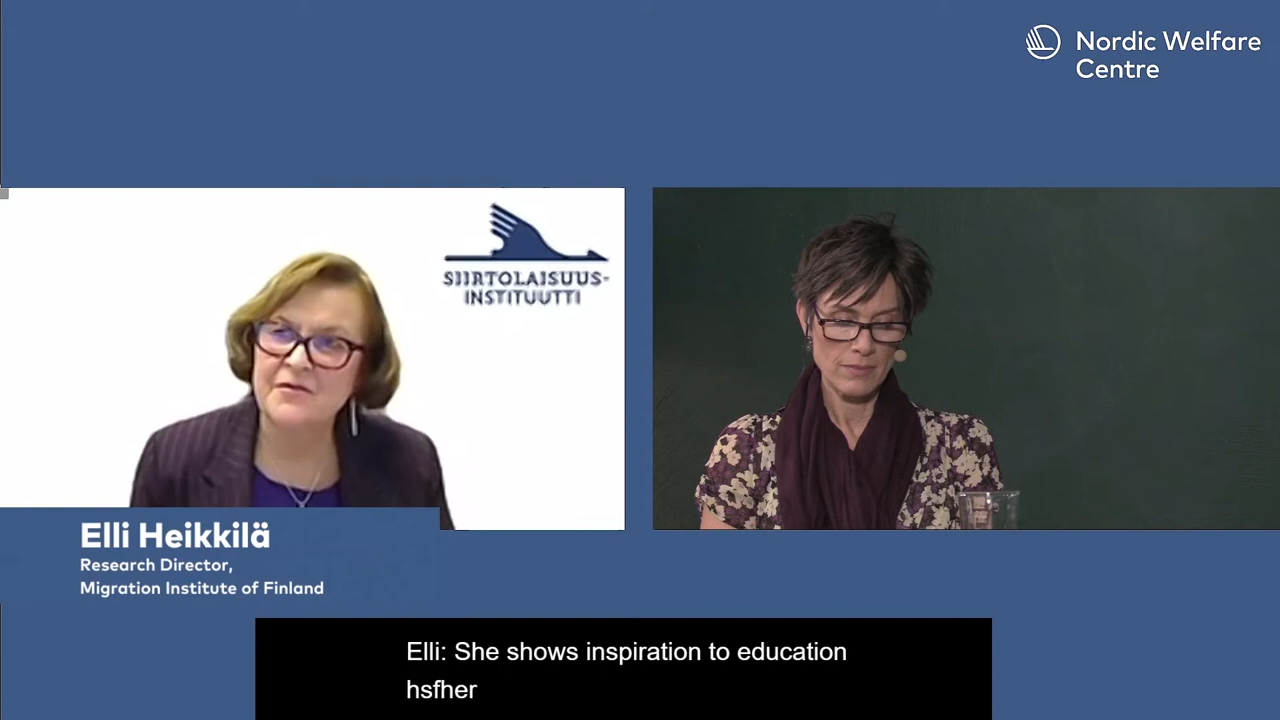 Nordic Welfare
Centre
SIIRTOLAISUUS-
INSTITUUTTI
Elli Heikkilä
Research Director,
Migration Institute of Finland
Elli: She shows inspiration to education
hsfher